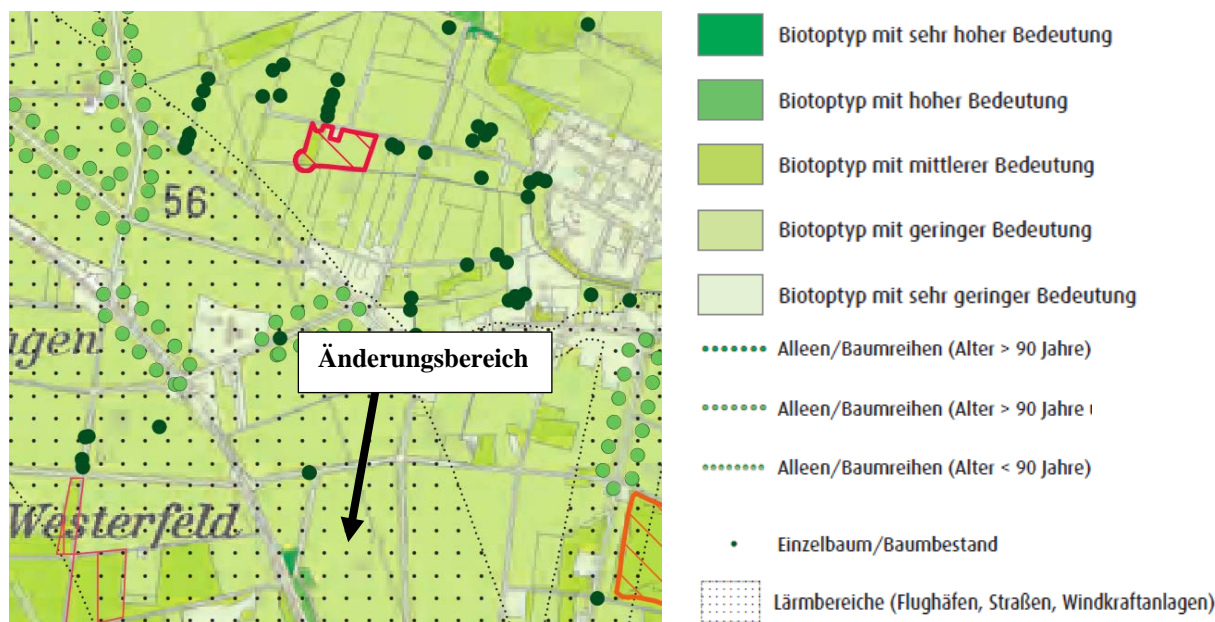 56
gen
Änderungsbereich
Westerfeld
Biotoptyp mit sehr hoher Bedeutung
Biotoptyp mit hoher Bedeutung
Biotoptyp mit mittlerer Bedeutung
Biotoptyp mit geringer Bedeutung
Biotoptyp mit sehr geringer Bedeutung
Alleen/Baumreihen (Alter > 90 Jahre)
Alleen/Baumreihen (Alter > 90 Jahre
Alleen/Baumreihen (Alter < 90 Jahre)
Einzelbaum/Baumbestand
Lärmbereiche (Flughäfen, Straßen, Windkraftanlagen)